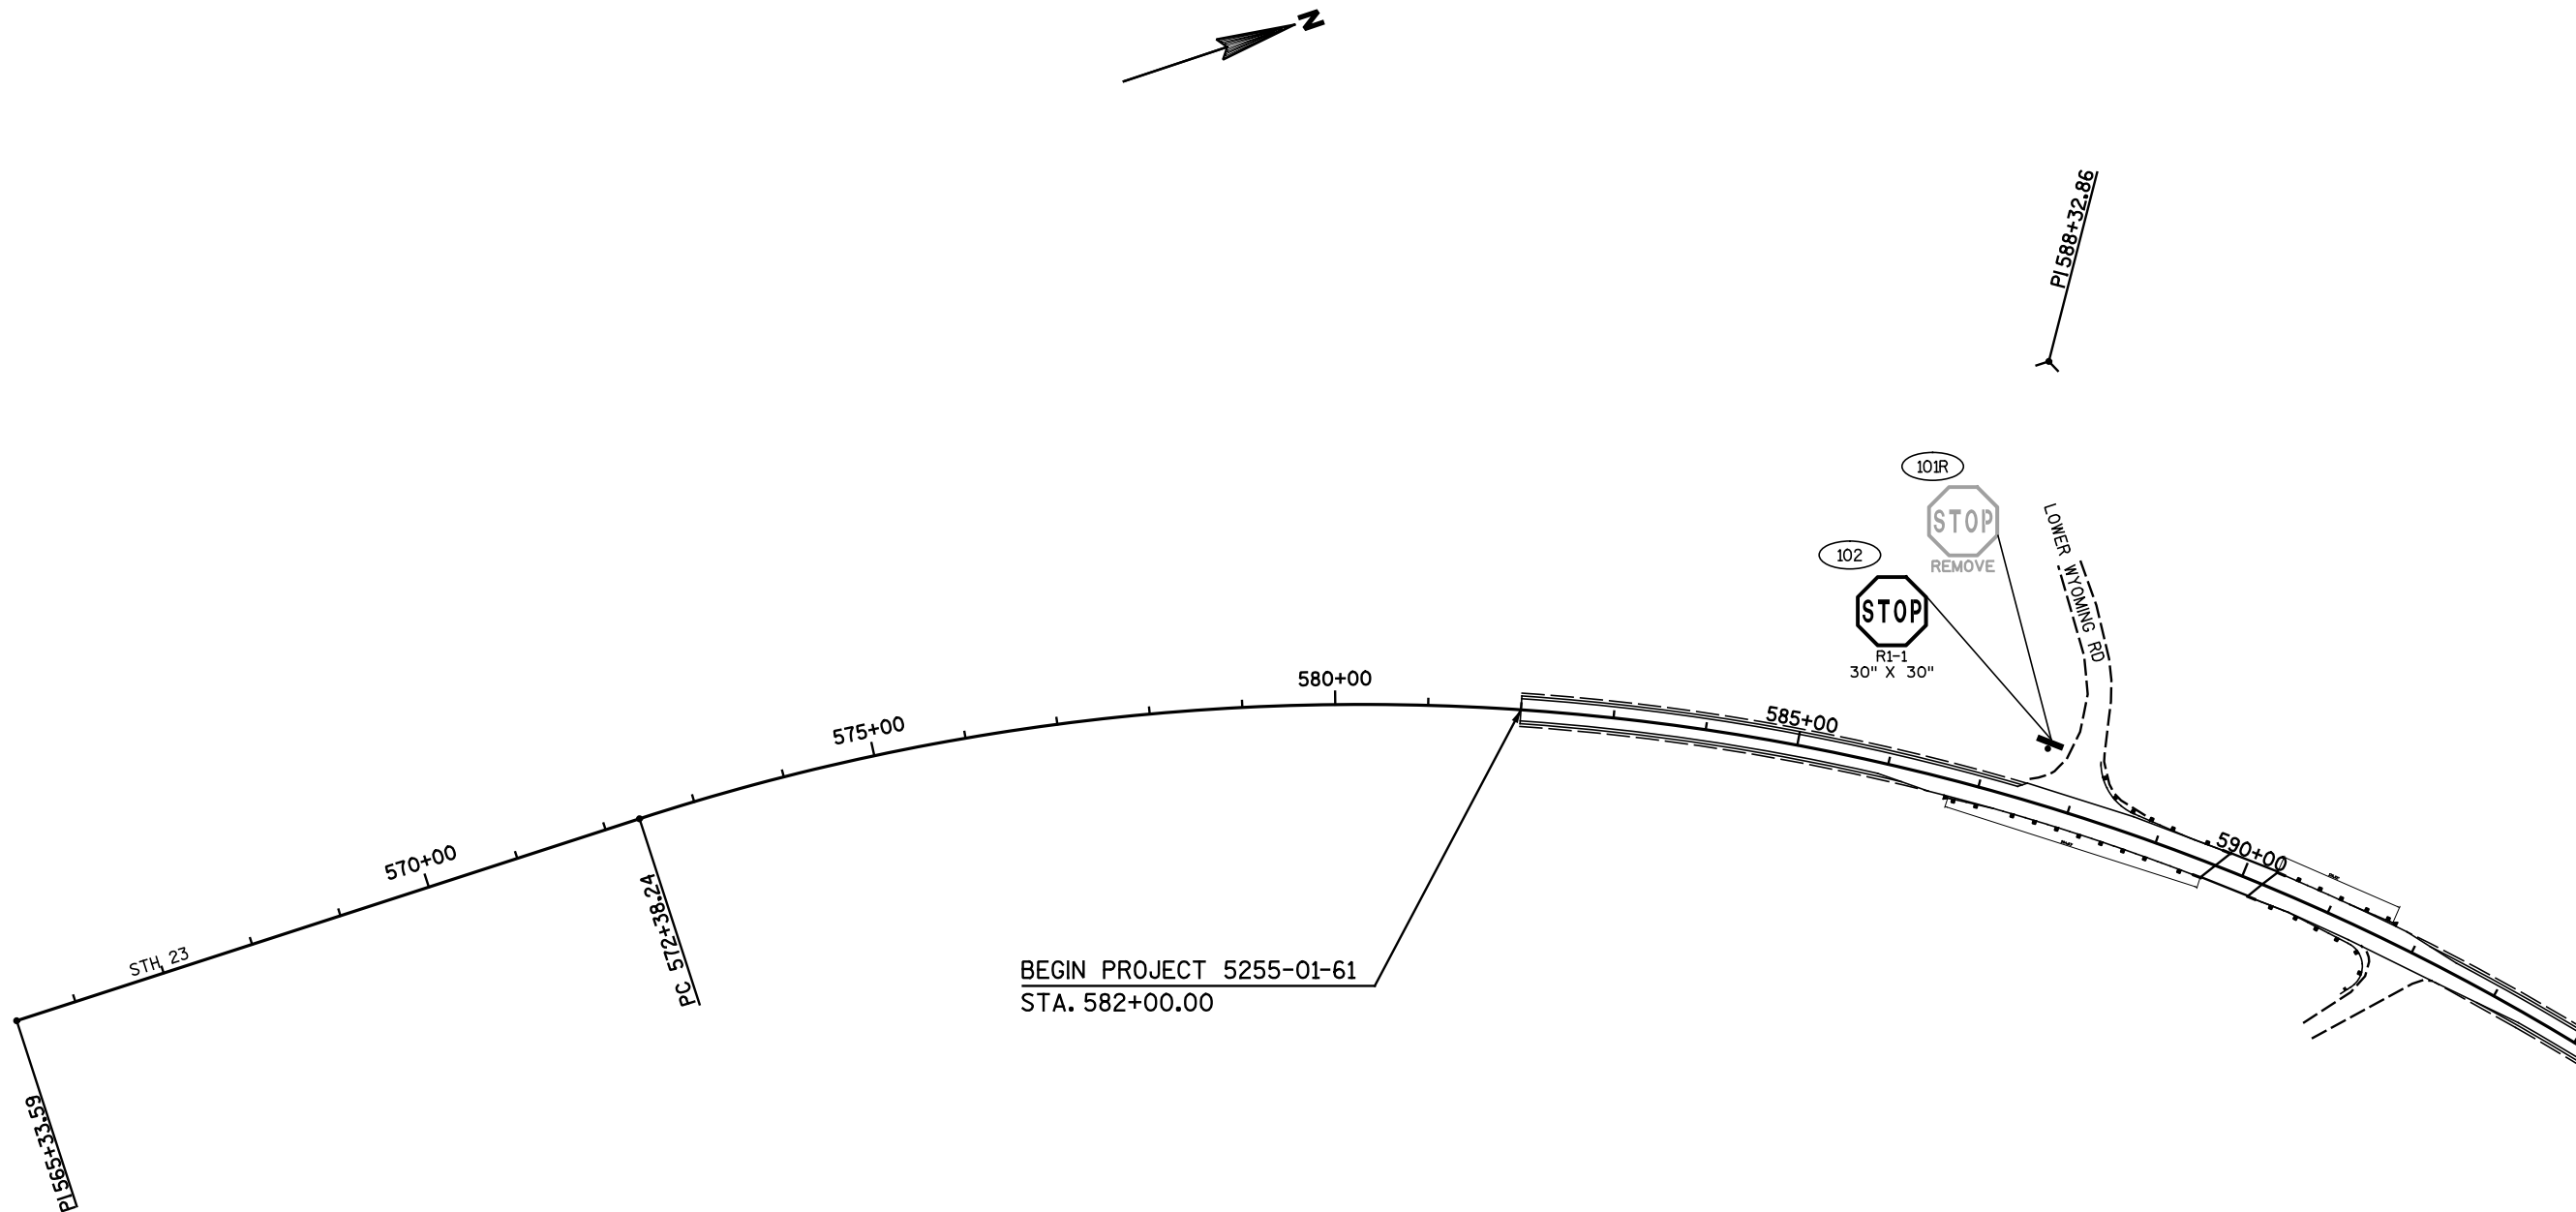 N
PI 588+32.86
101R
STOP
REMOVE
102
STOP
R1-1
30" X 30"
LOWER WYOMING RD
580+00
585+00
575+00
590+00
570+00
STH 23
PC 572+38.24
BEGIN PROJECT 5255-01-61
STA. 582+00.00
PI 565+33.59